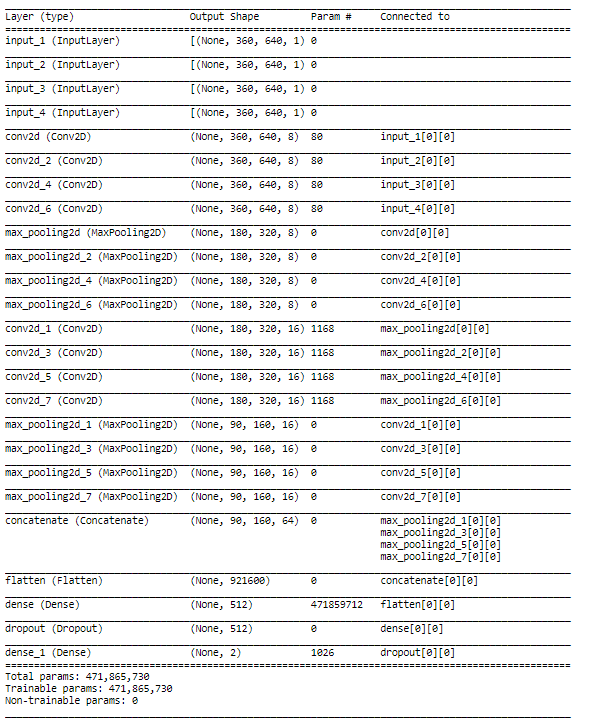 Layer (type) Output Shape Param # Connected to
input_1 (InputLayer) [(None, 360, 640, 1) 0
input_2 (InputLayer) [(None, 360, 640, 1) 0
input_3 (InputLayer) [(None, 360, 640, 1) 0
input_4 (InputLayer) [(None, 360, 640, 1) 0
conv2d (Conv2D) (None, 360, 640, 8) 80 input_1[0][0]
conv2d_2 (Conv2D) (None, 360, 640, 8) 80 input_2[0][0]
conv2d_4 (Conv2D) (None, 360, 640, 8) 80 input_3[0][0]
conv2d_6 (Conv2D) (None, 360, 640, 8) 80 input_4[0][0]
max_pooling2d (MaxPooling2D) (None, 180, 320, 8) 0 conv2d[0][0]
max_pooling2d_2 (MaxPooling2D) (None, 180, 320, 8) 0 conv2d_2[0][0]
max_pooling2d_4 (MaxPooling2D) (None, 180, 320, 8) 0 conv2d_4[0][0]
max_pooling2d_6 (MaxPooling2D) (None, 180, 320, 8) 0 conv2d_6[0][0]
conv2d_1 (Conv2D) (None, 180, 320, 16) 1168 max_pooling2d[0][0]
conv2d_3 (Conv2D) (None, 180, 320, 16) 1168 max_pooling2d_2[0][0]
conv2d_5 (Conv2D) (None, 180, 320, 16) 1168 max_pooling2d_4[0][0]
conv2d_7 (Conv2D) (None, 180, 320, 16) 1168 max_pooling2d_6[0][0]
max_pooling2d_1 (MaxPooling2D) (None, 90, 160, 16) 0 conv2d_1[0][0]
max_pooling2d_3 (MaxPooling2D) (None, 90, 160, 16) 0 conv2d_3[0][0]
max_pooling2d_5 (MaxPooling2D) (None, 90, 160, 16) 0 conv2d_5[0][0]
max_pooling2d_7 (MaxPooling2D) (None, 90, 160, 16) 0 conv2d_7[0][0]
concatenate (Concatenate) (None, 90, 160, 64) 0 max_pooling2d_1[0][0]
max_pooling2d_3[0][0]
max_pooling2d_5[0][0]
max_pooling2d_7[0][0]
flatten (Flatten) (None, 921600) 0 concatenate[0][0]
dense (Dense) (None, 512) 471859712 flatten[0][0]
dropout (Dropout) (None, 512) 0 dense[0][0]
dense_1 (Dense) (None, 2) 1026 dropout[0][0]
Total params: 471,865,730
Trainable params: 471,865,730
Non-trainable params: 0